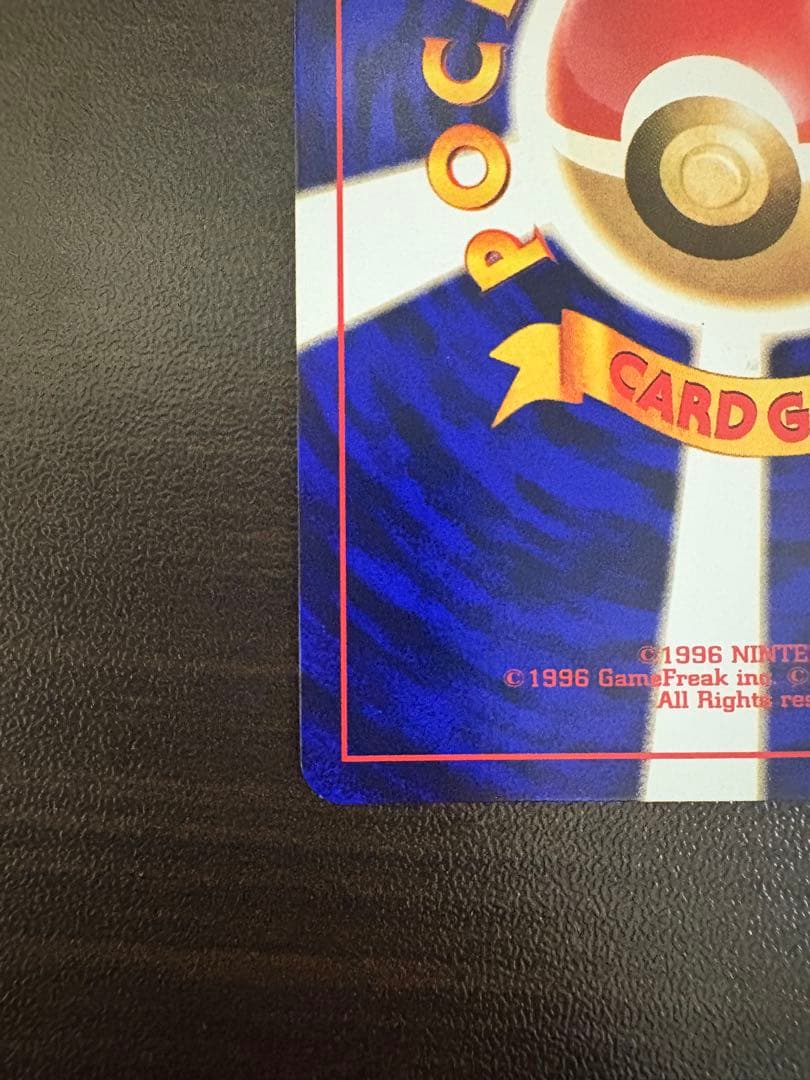 POC
CARD G
©1996 NINTE
©1996 GameFreak inc. ©
All Rights res